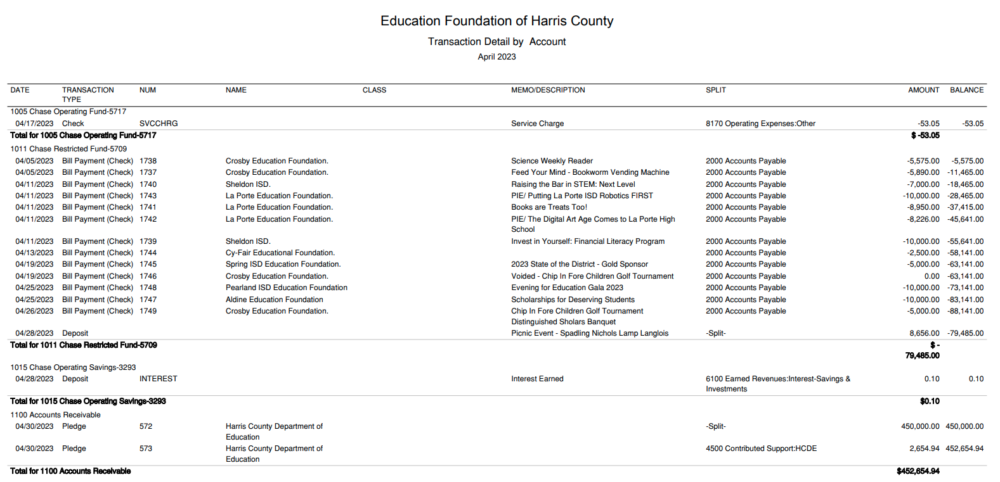 Education Foundation of Harris County
Transaction Detail by Account
April 2023
DATE TRANSACTION TYPE NUM NAME CLASS MEMO/DESCRIPTION SPLIT AMOUNT BALANCE
1005 Chase Operating Fund-5717
04/17/2023 Check SVCCHRG Service Charge 8170 Operating Expenses:Other -53.05 -53.05
Total for 1005 Chase Operating Fund-5717 $ -53.05
1011 Chase Restricted Fund-5709
04/05/2023 Bill Payment (Check) 1738 Crosby Education Foundation. Science Weekly Reader 2000 Accounts Payable -5,575.00 -5,575.00
04/05/2023 Bill Payment (Check) 1737 Crosby Education Foundation. Feed Your Mind - Bookworm Vending Machine 2000 Accounts Payable -5,890.00 -11,465.00
04/11/2023 Bill Payment (Check) 1740 Sheldon ISD. Raising the Bar in STEM: Next Level 2000 Accounts Payable -7,000.00 -18,465.00
04/11/2023 Bill Payment (Check) 1743 La Porte Education Foundation. PIE/ Putting La Porte ISD Robotics FIRST 2000 Accounts Payable -10,000.00 -28,465.00
04/11/2023 Bill Payment (Check) 1741 La Porte Education Foundation. Books are Treats Too! 2000 Accounts Payable -8,950.00 -37,415.00
04/11/2023 Bill Payment (Check) 1742 La Porte Education Foundation. PIE/ The Digital Art Age Comes to La Porte High 2000 Accounts Payable -8,226.00 -45,641.00
School
04/11/2023 Bill Payment (Check) 1739 Sheldon ISD. Invest in Yourself: Financial Literacy Program 2000 Accounts Payable -10,000.00 -55,641.00
04/13/2023 Bill Payment (Check) 1744 Cy-Fair Educational Foundation. 2000 Accounts Payable -2,500.00 -58,141.00
04/19/2023 Bill Payment (Check) 1745 Spring ISD Education Foundation. 2023 State of the District - Gold Sponsor 2000 Accounts Payable -5,000.00 -63,141.00
04/19/2023 Bill Payment (Check) 1746 Crosby Education Foundation. Voided - Chip In Fore Children Golf Tournament 2000 Accounts Payable 0.00 -63,141.00
04/25/2023 Bill Payment (Check) 1748 Pearland ISD Education Foundation Evening for Education Gala 2023 2000 Accounts Payable -10,000.00 -73,141.00
04/25/2023 Bill Payment (Check) 1747 Aldine Education Foundation Scholarships for Deserving Students 2000 Accounts Payable -10,000.00 -83,141.00
04/26/2023 Bill Payment (Check) 1749 Crosby Education Foundation. Chip In Fore Children Golf Tournament 2000 Accounts Payable -5,000.00 -88,141.00
Distinguished Sholars Banquet
04/28/2023 Deposit Picnic Event - Spadling Nichols Lamp Langlois -Split- 8,656.00 -79,485.00
Total for 1011 Chase Restricted Fund-5709 $ -
79,485.00
1015 Chase Operating Savings-3293
04/28/2023 Deposit INTEREST Interest Earned 6100 Earned Revenues:Interest-Savings & 0.10 0.10
Investments
Total for 1015 Chase Operating Savings-3293 $0.10
1100 Accounts Receivable
04/30/2023 Pledge 572 Harris County Department of -Split- 450,000.00 450,000.00
Education
04/30/2023 Pledge 573 Harris County Department of 4500 Contributed Support:HCDE 2,654.94 452,654.94
Education
Total for 1100 Accounts Receivable $452,654.94